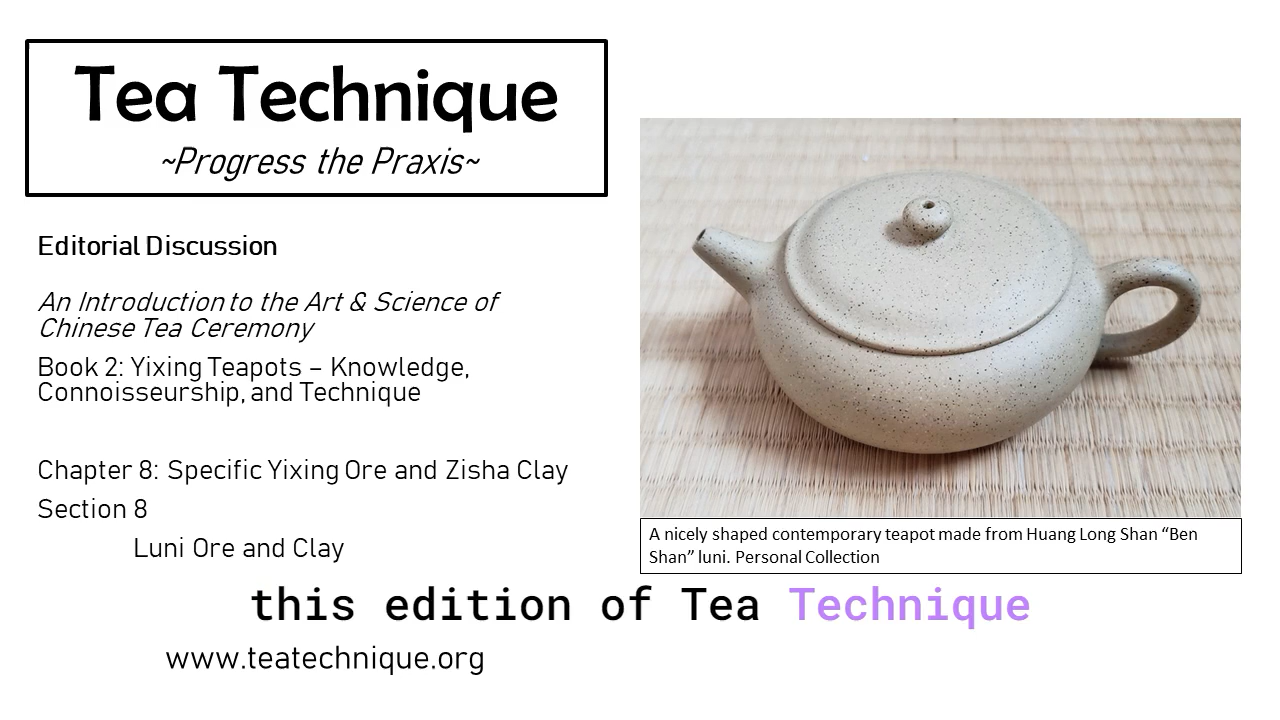 Tea Technique
~Progress the Praxis~
Editorial Discussion
An Introduction to the Art & Science of
Chinese Tea Ceremony
Book 2: Yixing Teapots – Knowledge,
Connoisseurship, and Technique
Chapter 8: Specific Yixing Ore and Zisha Clay
Section 8
Luni Ore and Clay
A nicely shaped contemporary teapot made from Huang Long Shan “Ben
Shan” luni. Personal Collection
this edition of Tea Technique
www.teatechnique.org